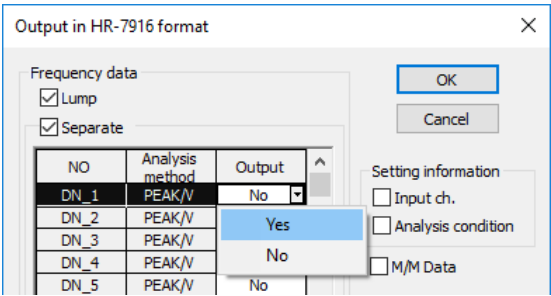 Output in HR-7916 format
Frequency data
Lump
Separate
NO Analysis method Output
DN_1 PEAK/V No
DN_2 PEAK/V
DN_3 PEAK/V
DN_4 PEAK/V
DN_5 PEAK/V No
Yes
No
OK
Cancel
Setting information
Input ch.
Analysis condition
M/M Data